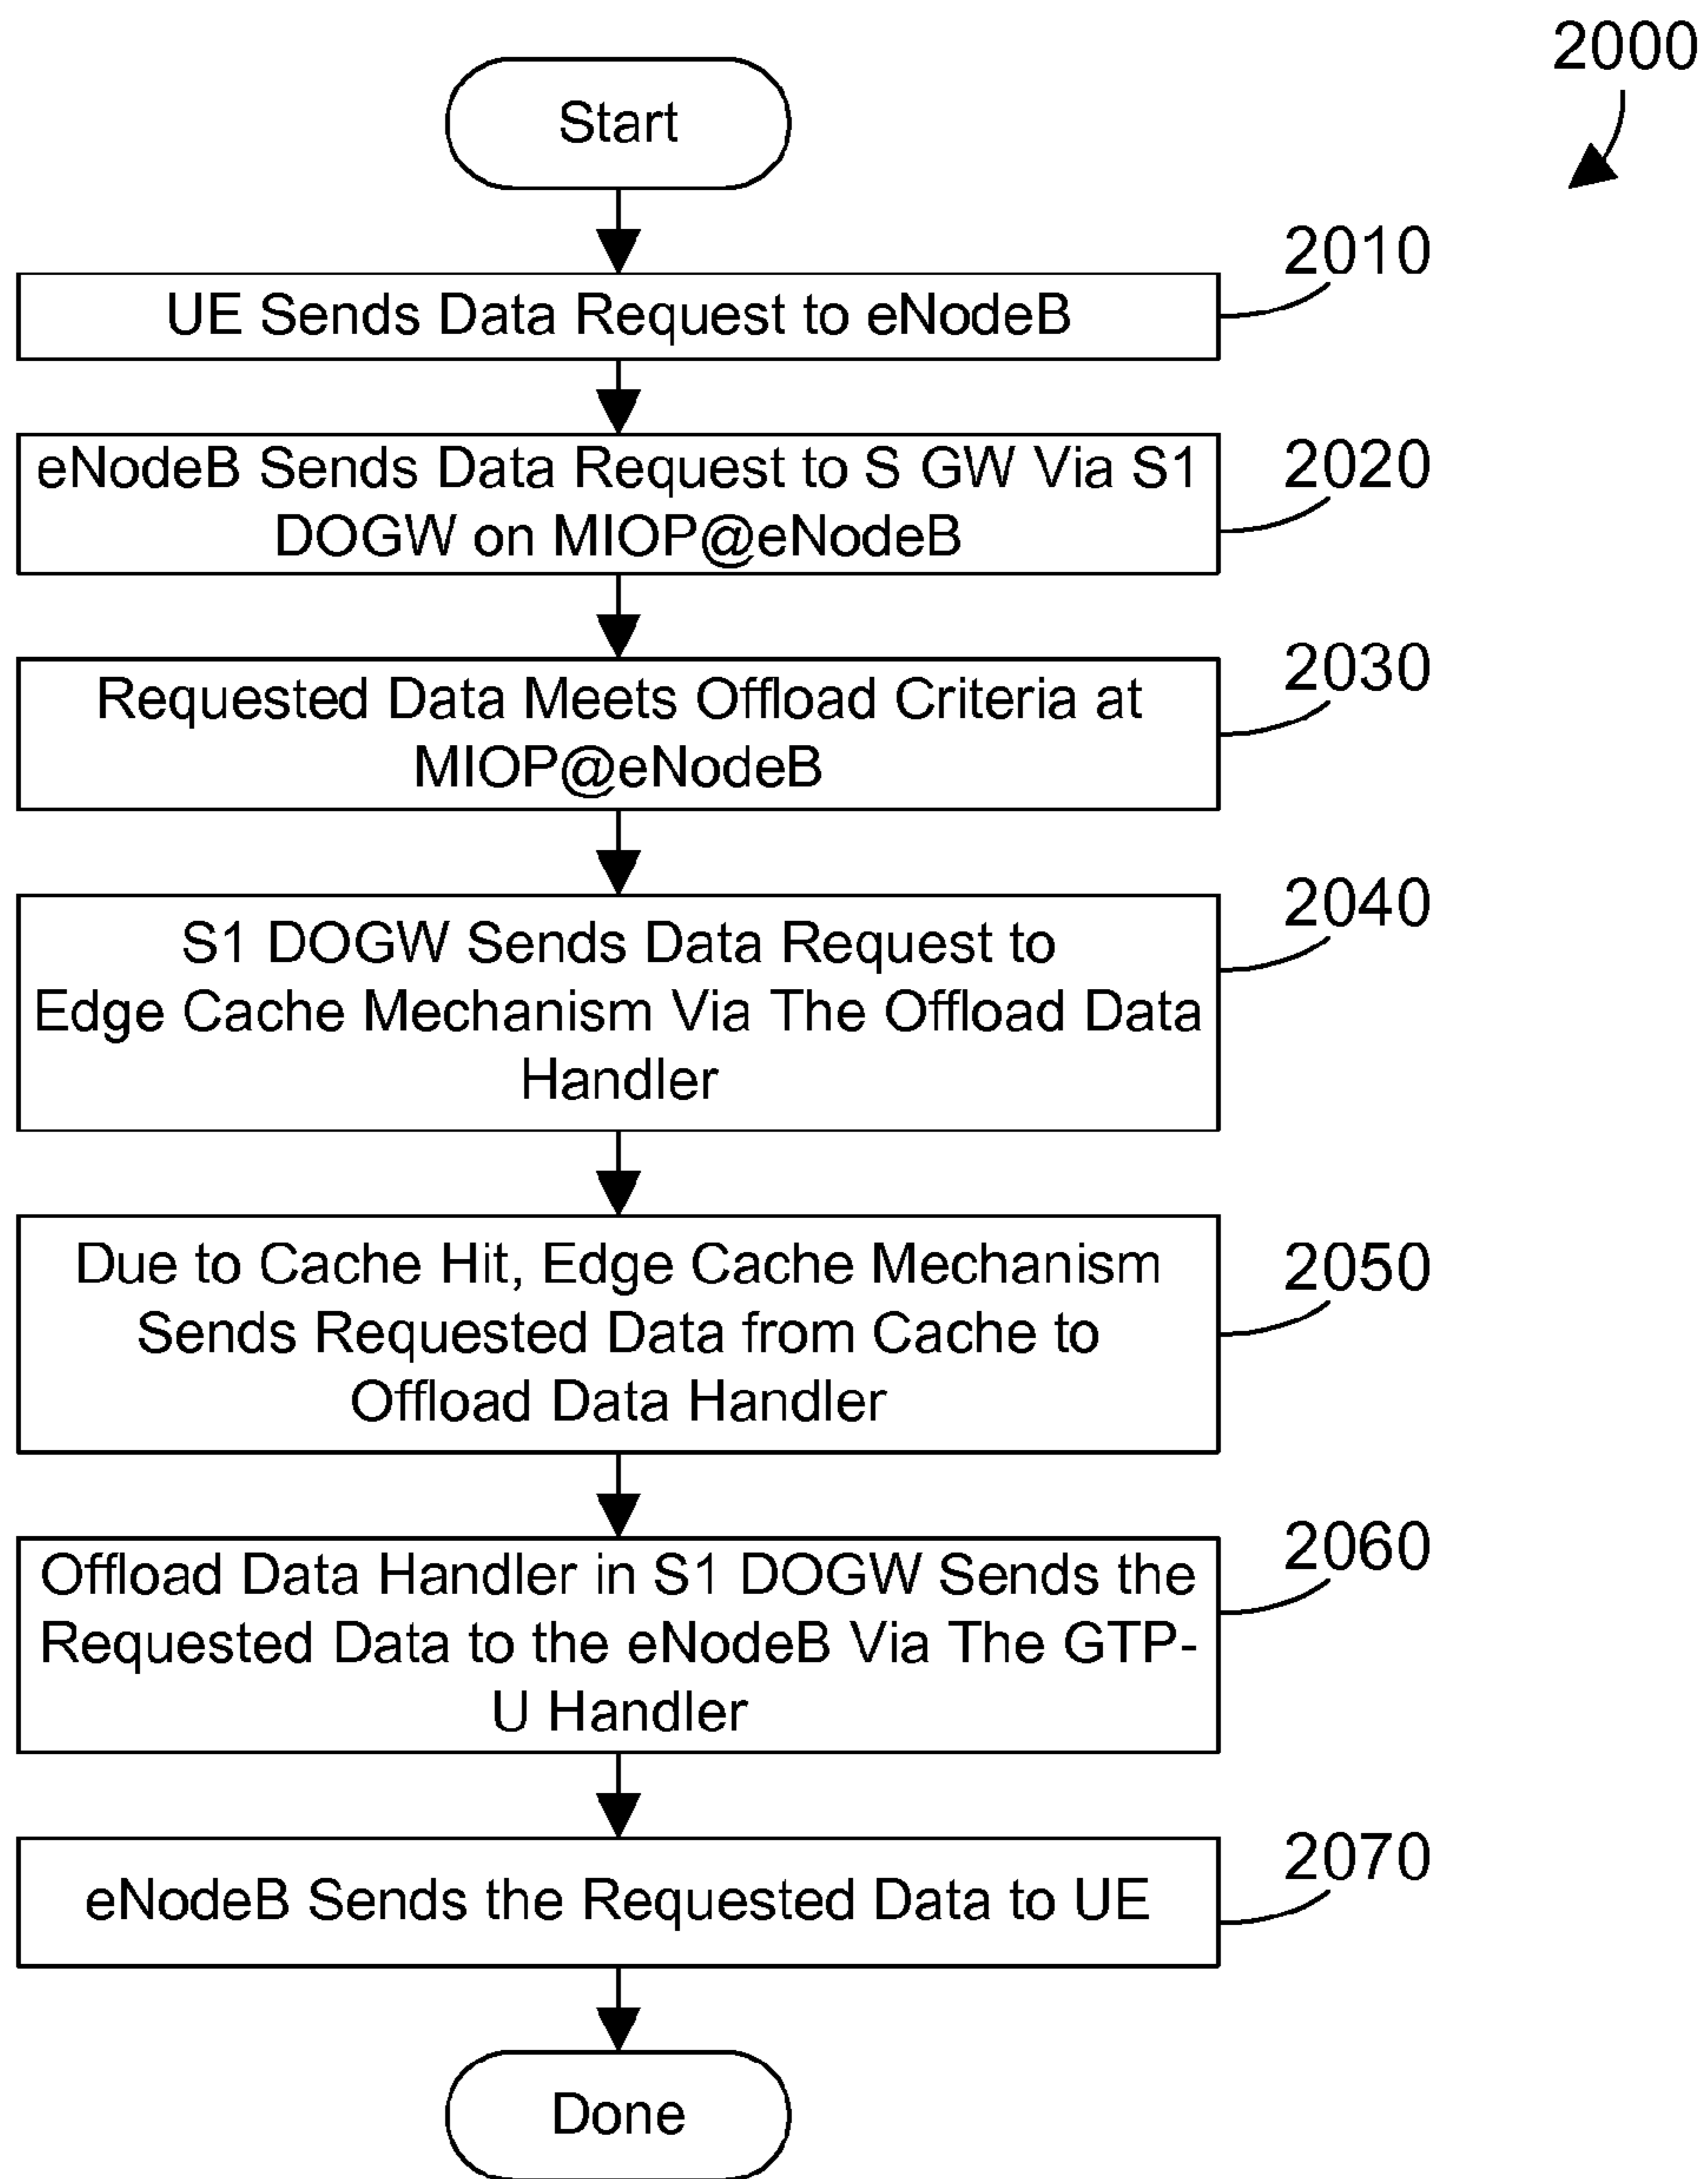 2000
Start
2010
UE Sends Data Request to eNodeB
2020
eNodeB Sends Data Request to S GW Via S1
DOGW on MIOP@eNodeB
2030
Requested Data Meets Offload Criteria at
MIOP@eNodeB
2040
S1 DOGW Sends Data Request to
Edge Cache Mechanism Via The Offload Data
Handler
2050
Due to Cache Hit, Edge Cache Mechanism
Sends Requested Data from Cache to
Offload Data Handler
2060
Offload Data Handler in S1 DOGW Sends the
Requested Data to the eNodeB Via The GTP-
U Handler
2070
eNodeB Sends the Requested Data to UE
Done